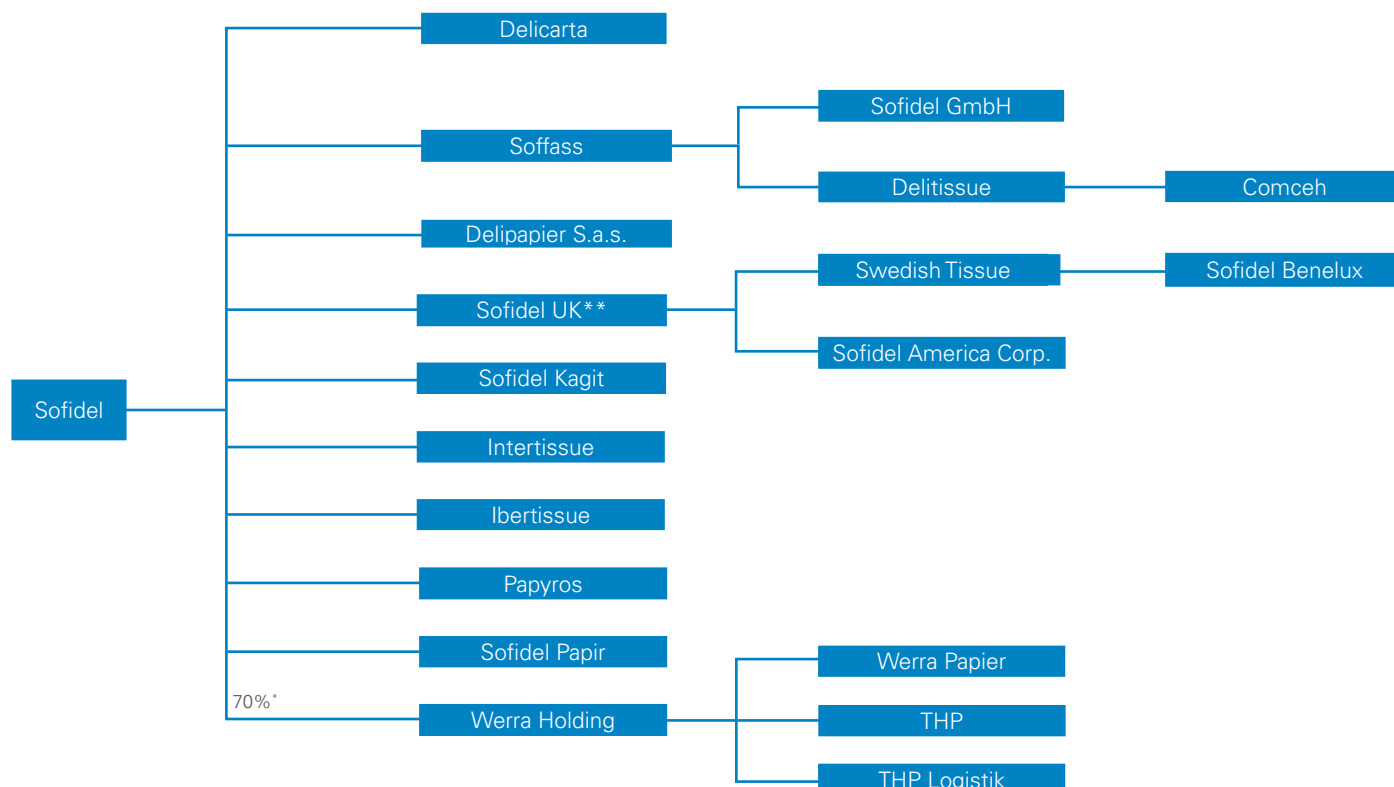 Delicarta
Sofidel GmbH
Soffass
Delitissue
Comceh
Delipapier S.a.s.
Swedish Tissue
Sofidel Benelux
Sofidel UK**
Sofidel America Corp.
Sofidel Kagit
Sofidel
Intertissue
Ibertissue
Papyros
Sofidel Papir
Werra Papier
70%*
Werra Holding
THP
THP Logistik